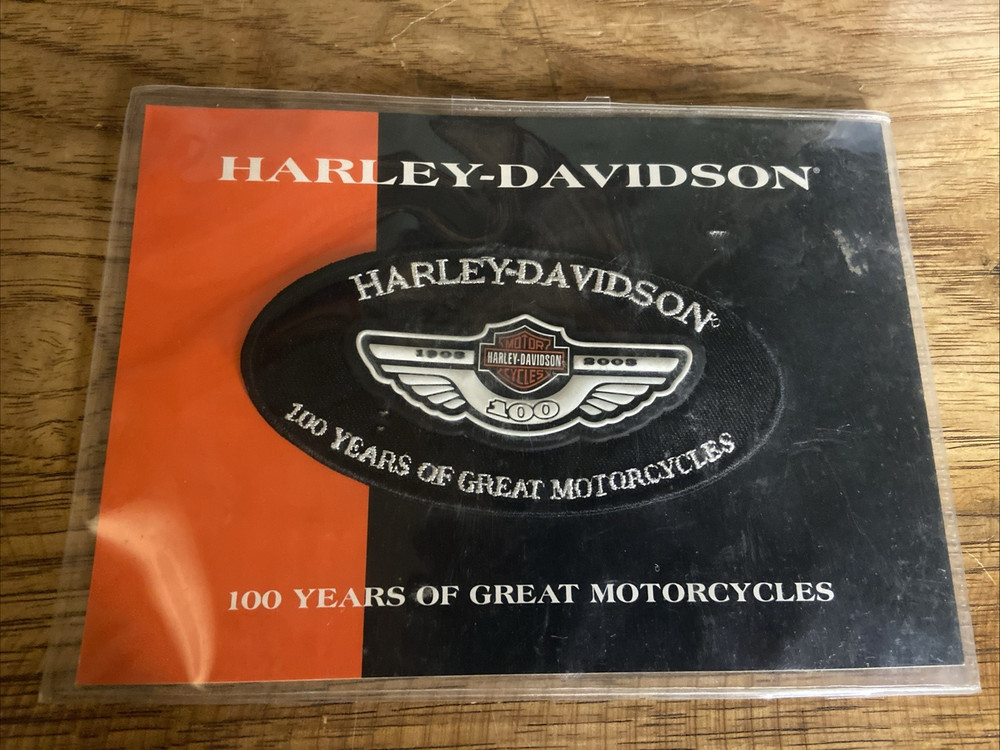 HARLEY-DAVIDSON®
HARLEY-DAVIDSON®
MOTOR
1903 HARLEY-DAVIDSON 2003
CYCLES
100
100 YEARS OF GREAT MOTORCYCLES
100 YEARS OF GREAT MOTORCYCLES